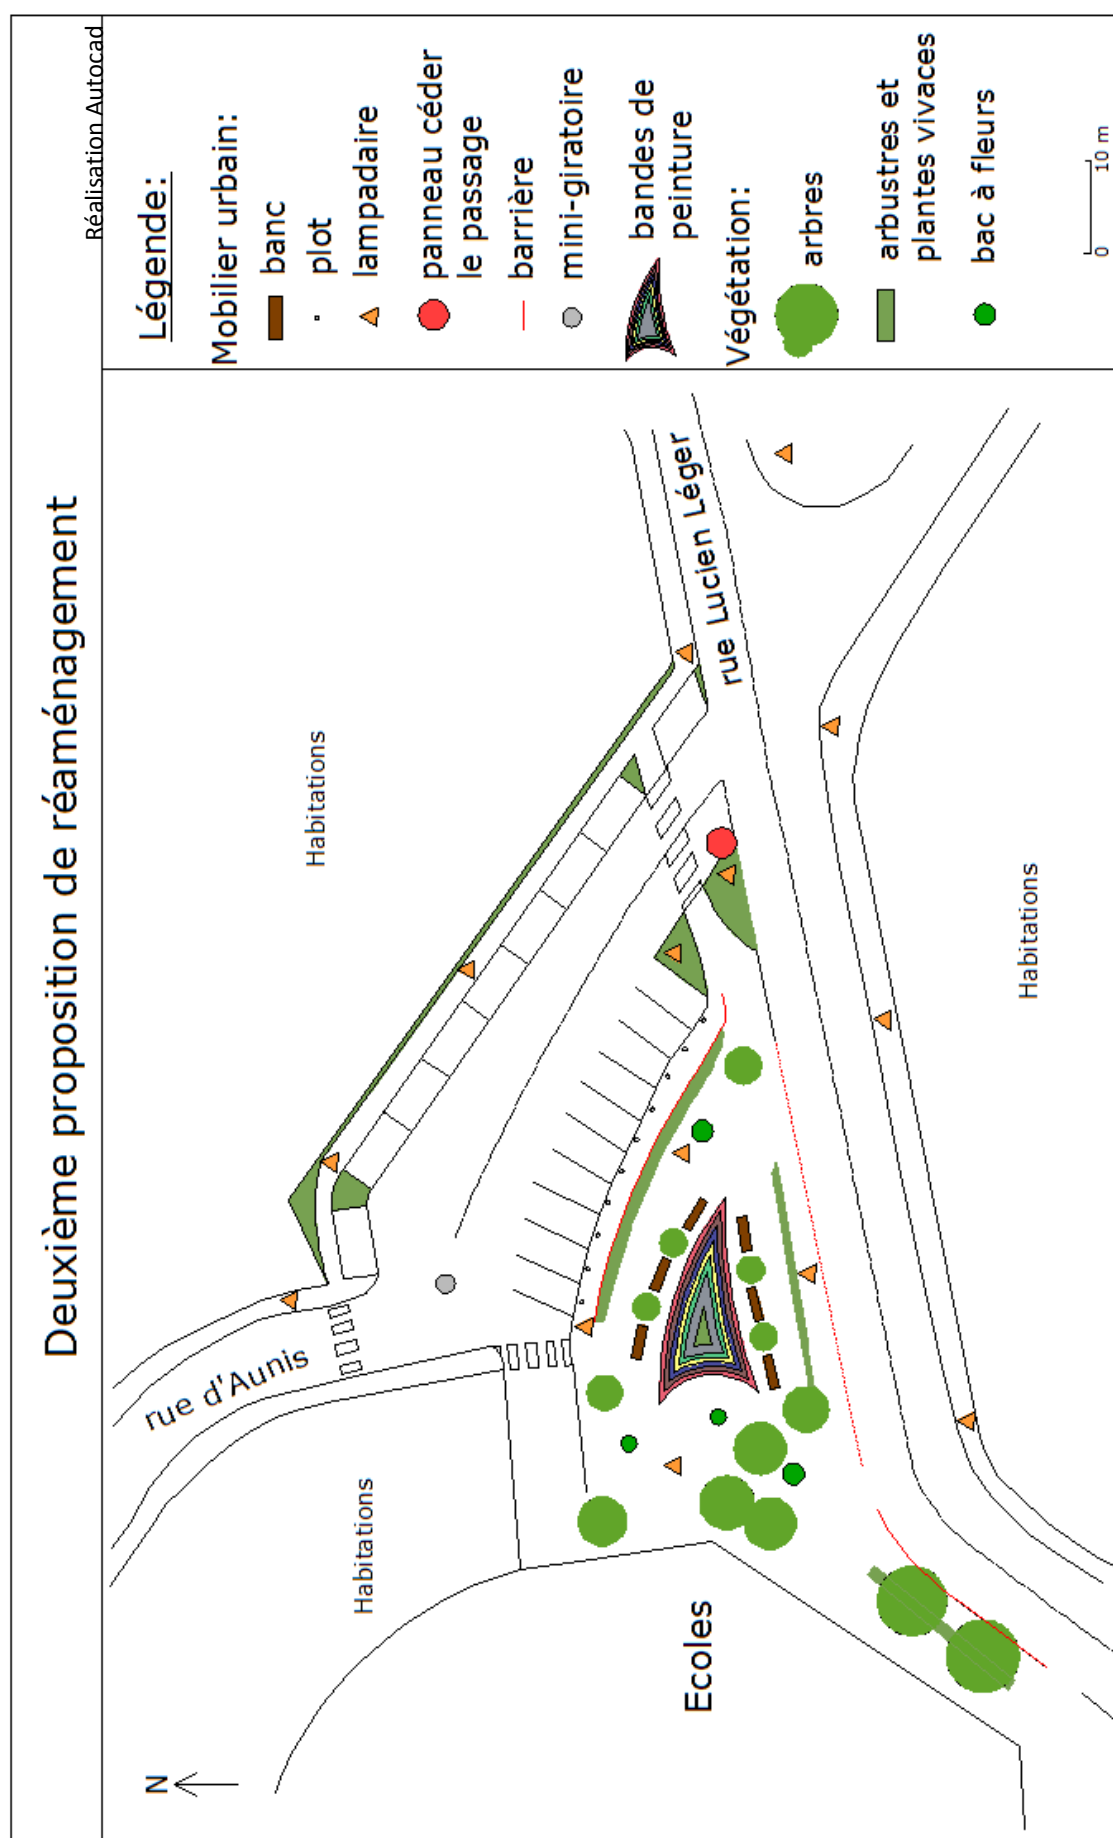 Deuxième proposition de réaménagement
Réalisation Autocad
Légende:
Mobilier urbain:
banc
plot
lampadaire
panneau céder
le passage
barrière
mini-giratoire
bandes de
peinture
Végétation:
arbres
arbustres et
plantes vivaces
bac à fleurs
0 10 m
N
Habitations
rue d'Aunis
Habitations
Ecoles
rue Lucien Léger
Habitations